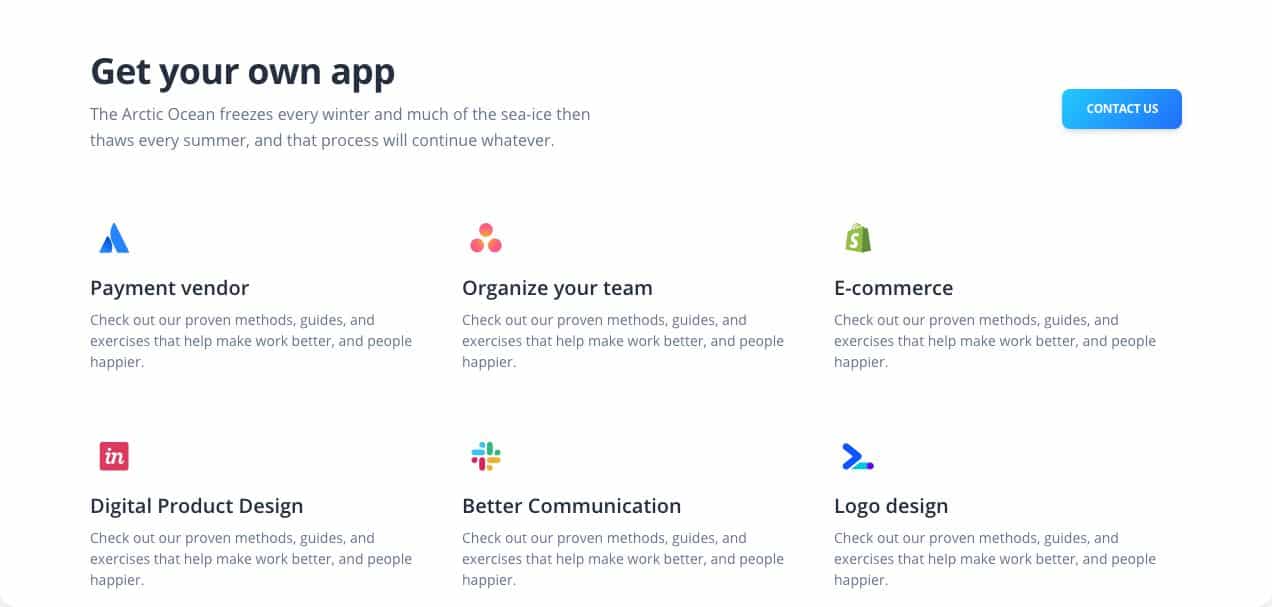 Get your own app
The Arctic Ocean freezes every winter and much of the sea-ice then
thaws every summer, and that process will continue whatever.
CONTACT US
Payment vendor
Check out our proven methods, guides, and
exercises that help make work better, and people
happier.
Organize your team
Check out our proven methods, guides, and
exercises that help make work better, and people
happier.
S
E-commerce
Check out our proven methods, guides, and
exercises that help make work better, and people
happier.
in
Digital Product Design
Check out our proven methods, guides, and
exercises that help make work better, and people
happier.
Better Communication
Check out our proven methods, guides, and
exercises that help make work better, and people
happier.
Logo design
Check out our proven methods, guides, and
exercises that help make work better, and people
happier.